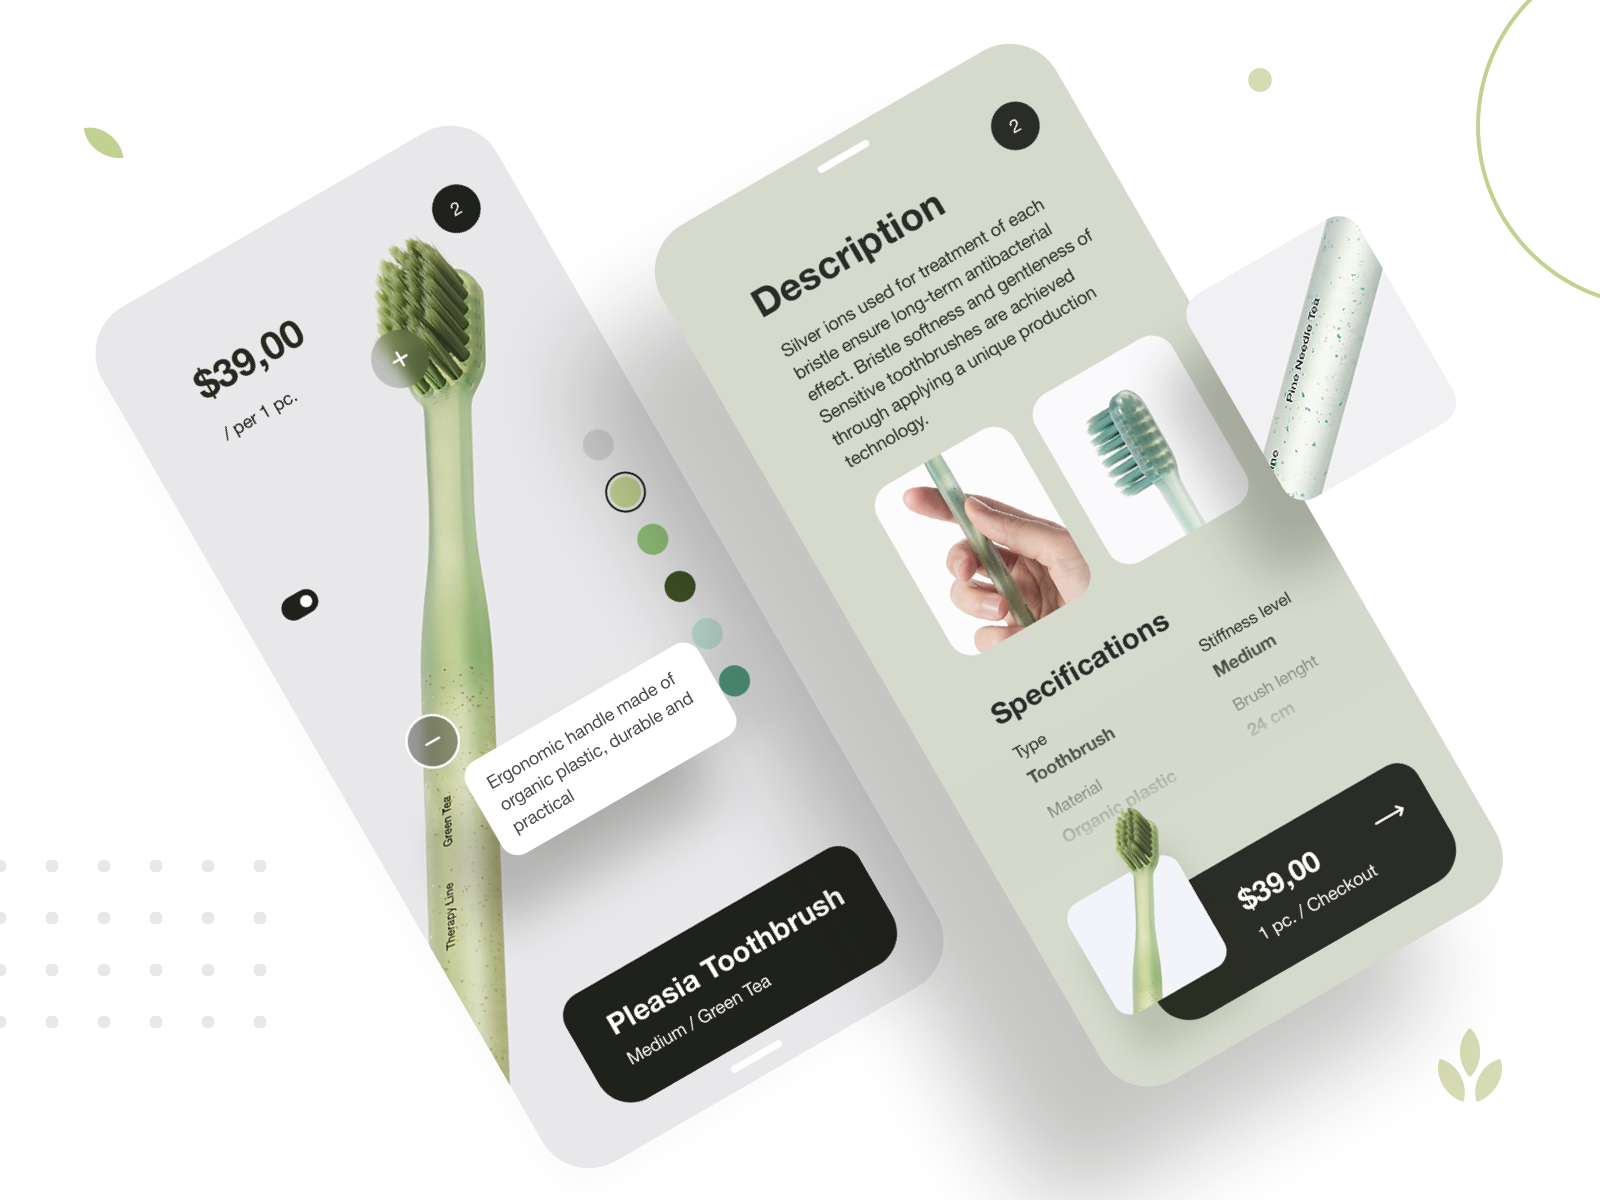 2
$39,00
/ per 1 pc.
Ergonomic handle made of
organic plastic, durable and
practical
Green Tea
Therapy Line
Pleasia Toothbrush
Medium / Green Tea
2
Description
Silver ions used for treatment of each
bristle ensure long-term antibacterial
effect. Bristle softness and gentleness of
Sensitive toothbrushes are achieved
through applying a unique production
technology.
Pine Needle Tea
ne
Specifications
Type
Toothbrush
Material
Organic plastic
Stiffness level
Medium
Brush lenght
24 cm
$39,00
1 pc. / Checkout